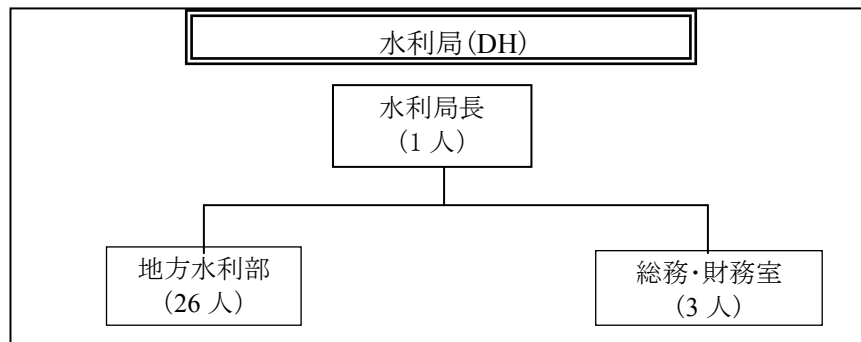 水利局(DH)
水利局長
(1 人)
地方水利部
(26 人)
総務・財務室
(3 人)